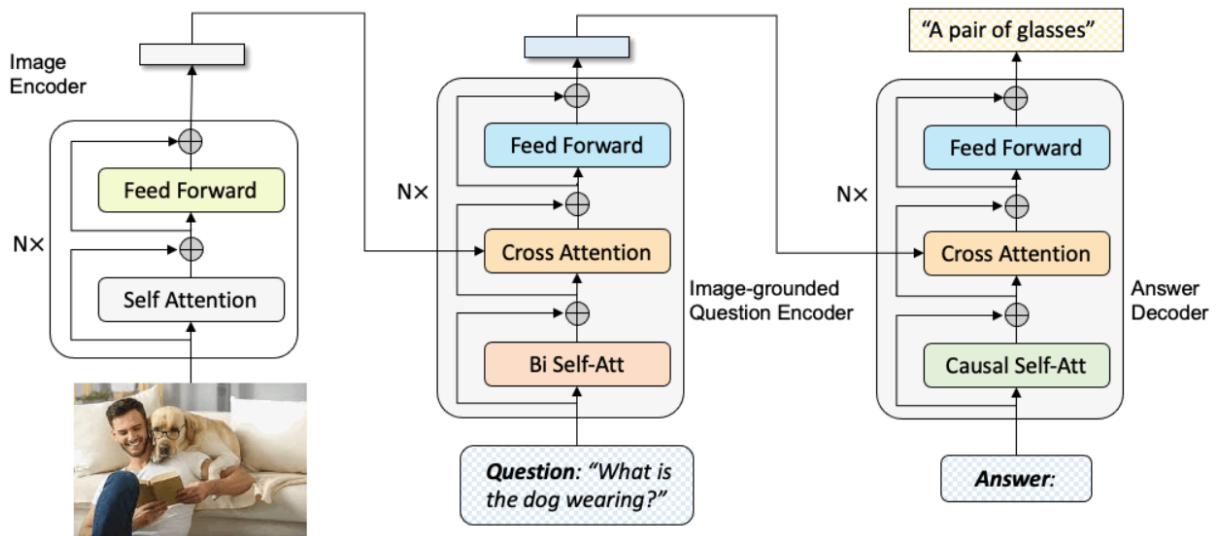 Image
Encoder
N×
Feed Forward
Self Attention
N×
Feed Forward
Cross Attention
Bi Self-Att
Image-grounded
Question Encoder
Question: “What is
the dog wearing?”
“A pair of glasses”
N×
Feed Forward
Cross Attention
Causal Self-Att
Answer
Decoder
Answer: